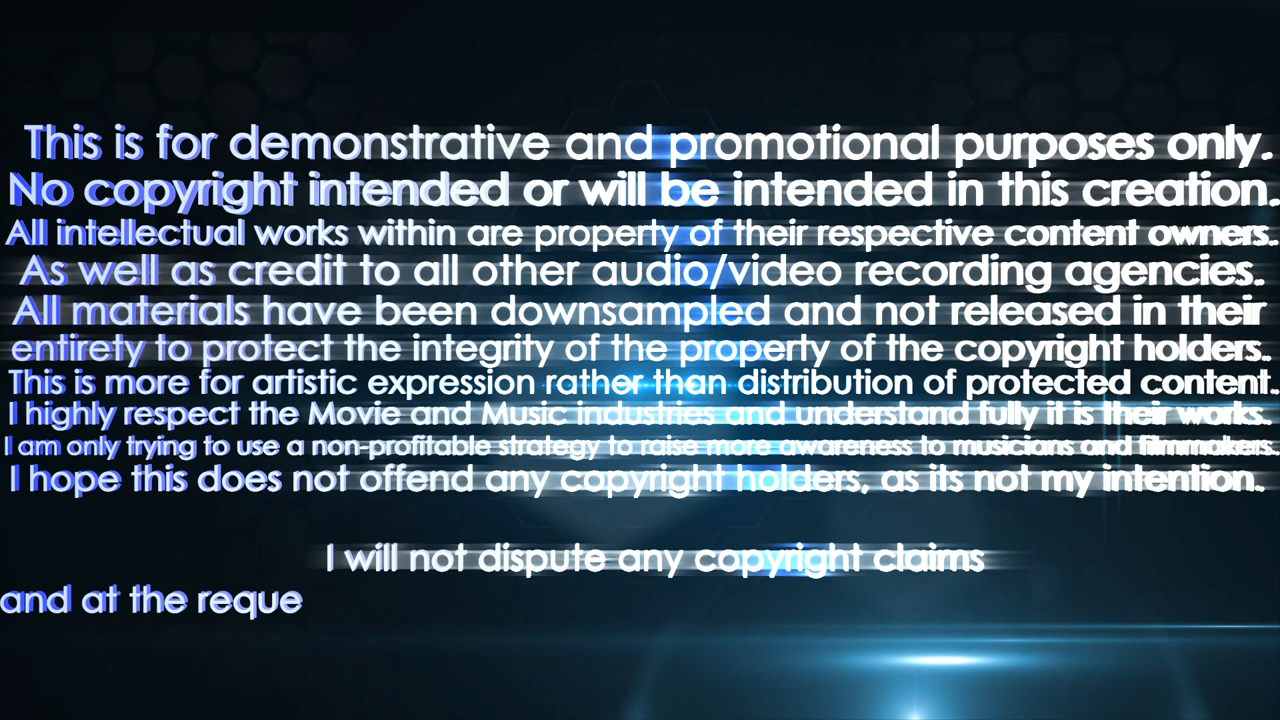 This is for demonstrative and promotional purposes only.
No copyright intended or will be intended in this creation.
All intellectual works within are property of their respective content owners.
As well as credit to all other audio/video recording agencies.
All materials have been downsampled and not released in their
entirety to protect the integrity of the property of the copyright holders.
This is more for artistic expression rather than distribution of protected content.
I highly respect the Movie and Music industries and understand fully it is their works.
I am only trying to use a non-profitable strategy to raise more awareness to musicians and filmmakers.
I hope this does not offend any copyright holders, as its not my intention.
I will not dispute any copyright claims
and at the reque